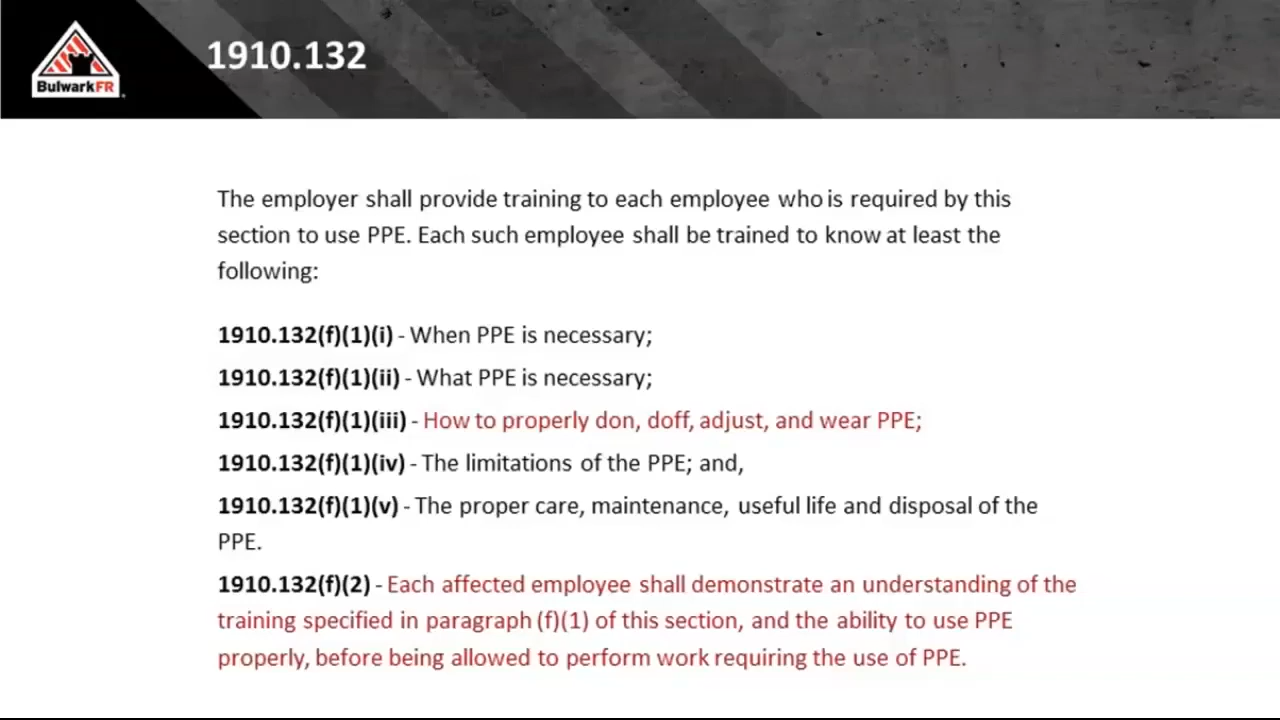 BulwarkFR
1910.132
The employer shall provide training to each employee who is required by this
section to use PPE. Each such employee shall be trained to know at least the
following:
1910.132(f)(1)(i) - When PPE is necessary;
1910.132(f)(1)(ii) - What PPE is necessary;
1910.132(f)(1)(iii) - How to properly don, doff, adjust, and wear PPE;
1910.132(f)(1)(iv) - The limitations of the PPE; and,
1910.132(f)(1)(v) - The proper care, maintenance, useful life and disposal of the
PPE.
1910.132(f)(2) - Each affected employee shall demonstrate an understanding of the
training specified in paragraph (f)(1) of this section, and the ability to use PPE
properly, before being allowed to perform work requiring the use of PPE.